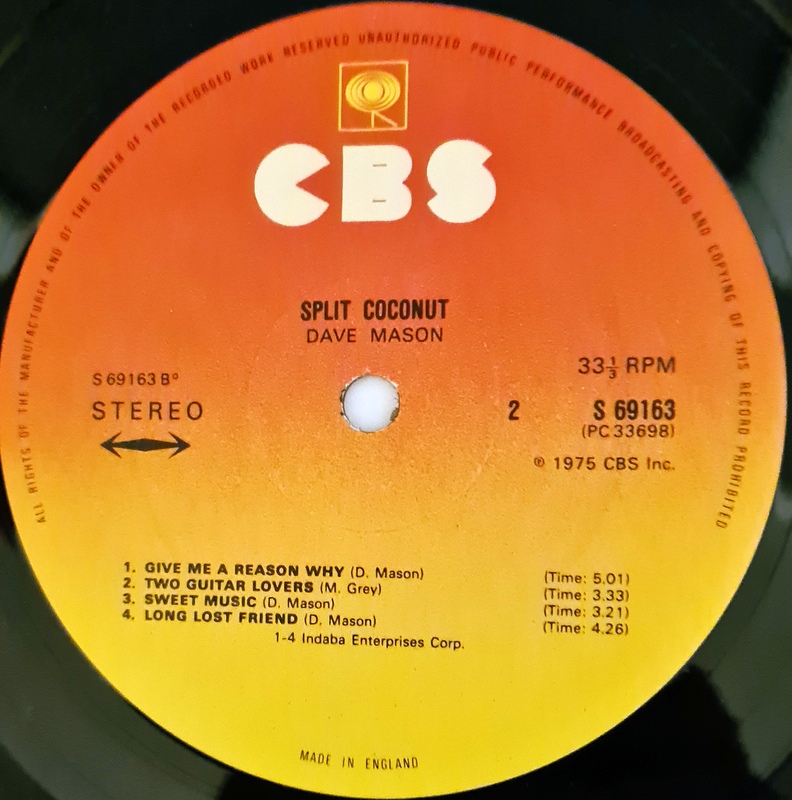 ALL RIGHTS OF THE MANUFACTURER AND OF THE OWNER OF THE RECORDED WORK RESERVED UNAUTHORIZED PUBLIC PERFORMANCE BROADCASTING AND COPYING OF THIS RECORD PROHIBITED
CBS
SPLIT COCONUT
DAVE MASON
S 69163 B°
STEREO
33⅓ RPM
2 S 69163
(PC 33698)
℗ 1975 CBS Inc.
1. GIVE ME A REASON WHY (D. Mason) (Time: 5.01)
2. TWO GUITAR LOVERS (M. Grey) (Time: 3.33)
3. SWEET MUSIC (D. Mason) (Time: 3.21)
4. LONG LOST FRIEND (D. Mason) (Time: 4.26)
1-4 Indaba Enterprises Corp.
MADE IN ENGLAND